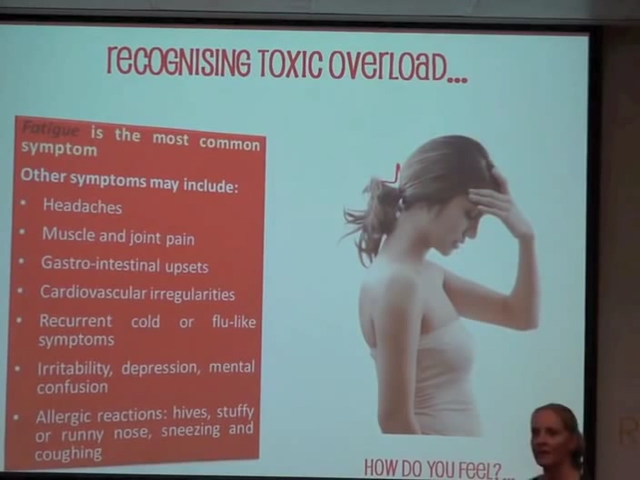 recognising toxic overload...
Fatigue is the most common
symptom
Other symptoms may include:
• Headaches
• Muscle and joint pain
• Gastro-intestinal upsets
• Cardiovascular irregularities
• Recurrent cold or flu-like
symptoms
• Irritability, depression, mental
confusion
• Allergic reactions: hives, stuffy
or runny nose, sneezing and
coughing
How do you feel?...